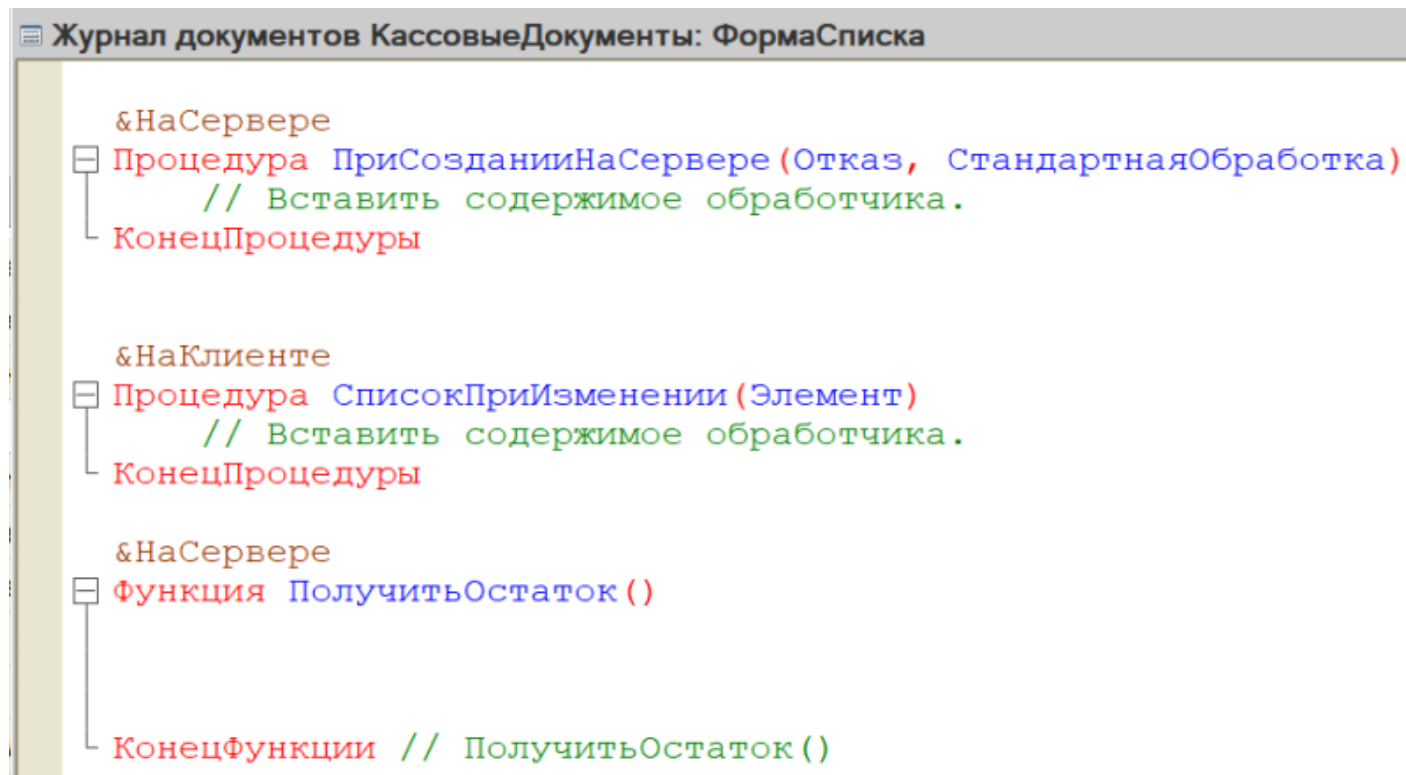 Журнал документов КассовыеДокументы: ФормаСписка
&НаСервере
Процедура ПриСозданииНаСервере(Отказ, СтандартнаяОбработка)
// Вставить содержимое обработчика.
КонецПроцедуры
&НаКлиенте
Процедура СписокПриИзменении(Элемент)
// Вставить содержимое обработчика.
КонецПроцедуры
&НаСервере
Функция ПолучитьОстаток()
КонецФункции // ПолучитьОстаток()